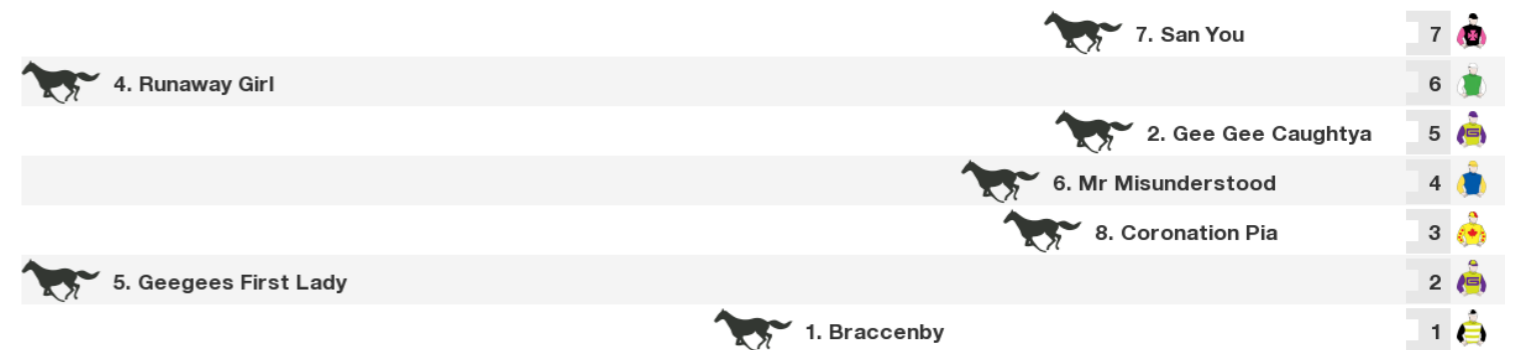 7. San You 7
4. Runaway Girl 6
2. Gee Gee Caughtya 5
6. Mr Misunderstood 4
8. Coronation Pia 3
5. Geegees First Lady 2
1. Braccenby 1